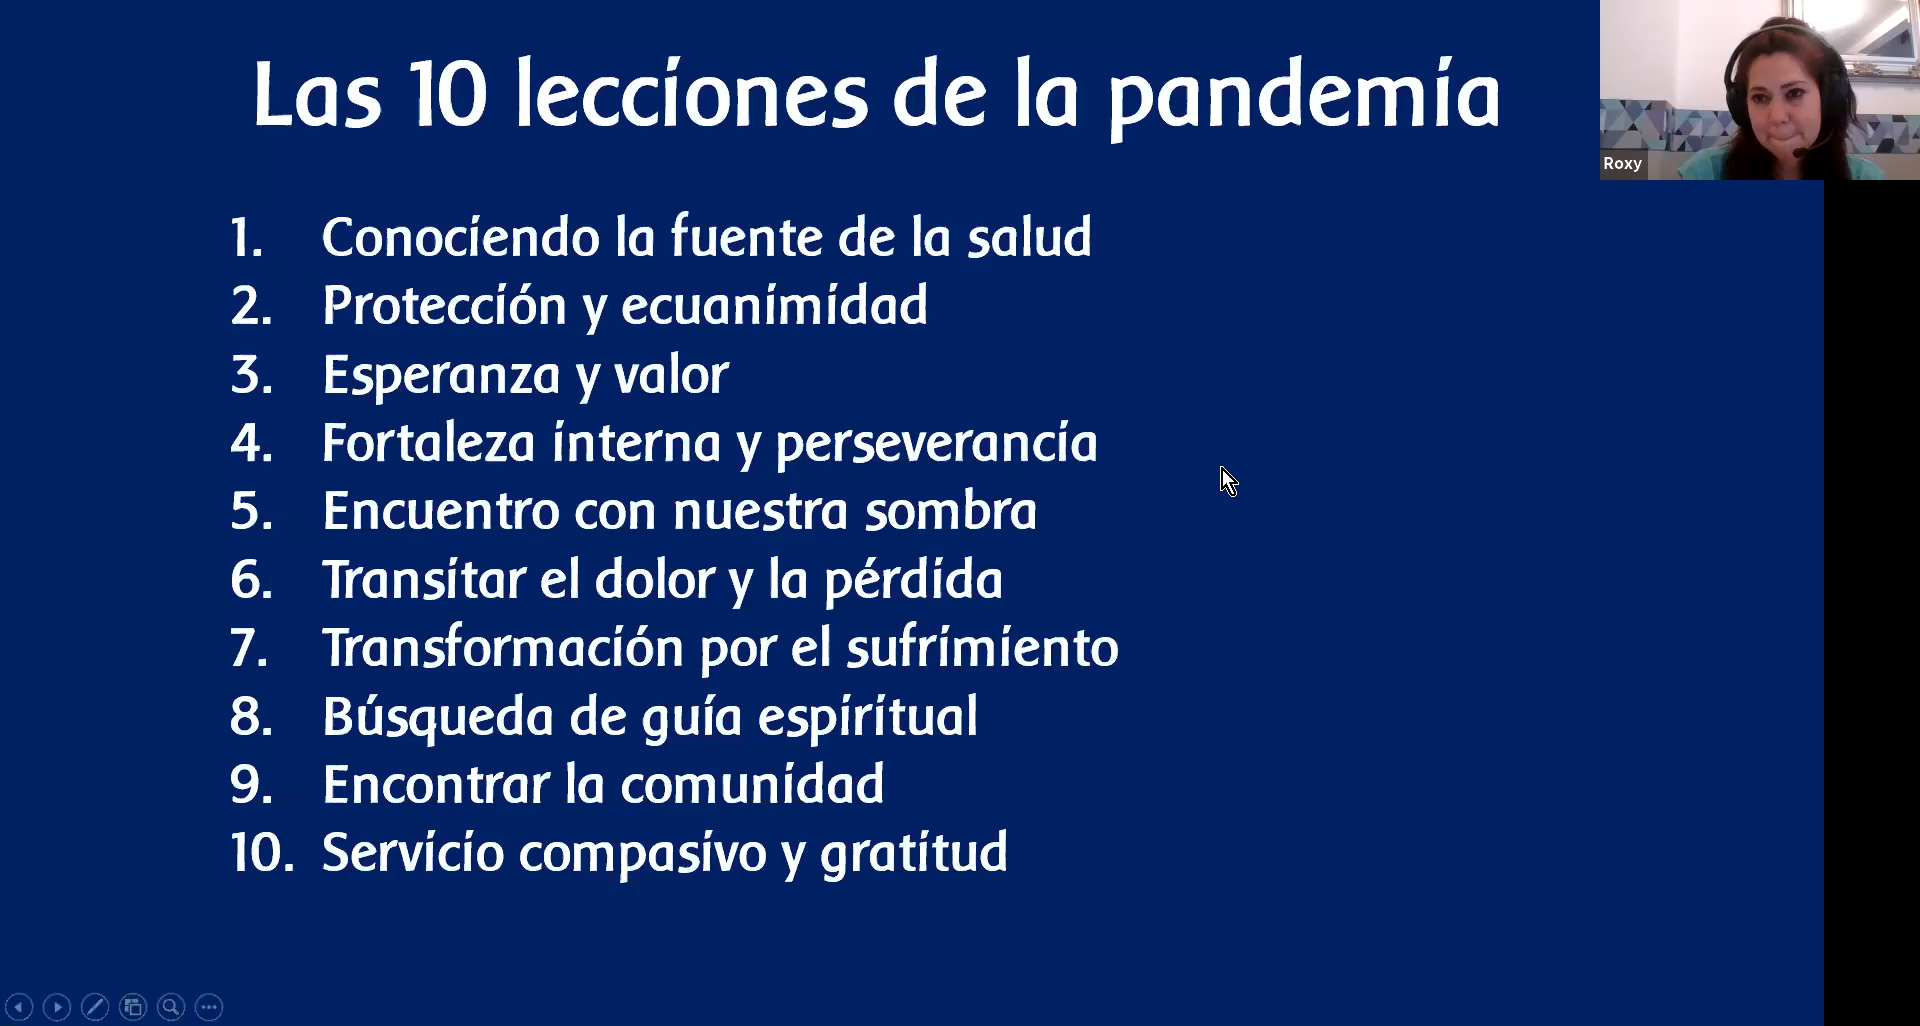 Las 10 lecciones de la pandemia
Roxy
1. Conociendo la fuente de la salud
2. Protección y ecuanimidad
3. Esperanza y valor
4. Fortaleza interna y perseverancia
5. Encuentro con nuestra sombra
6. Transitar el dolor y la pérdida
7. Transformación por el sufrimiento
8. Búsqueda de guía espiritual
9. Encontrar la comunidad
10. Servicio compasivo y gratitud